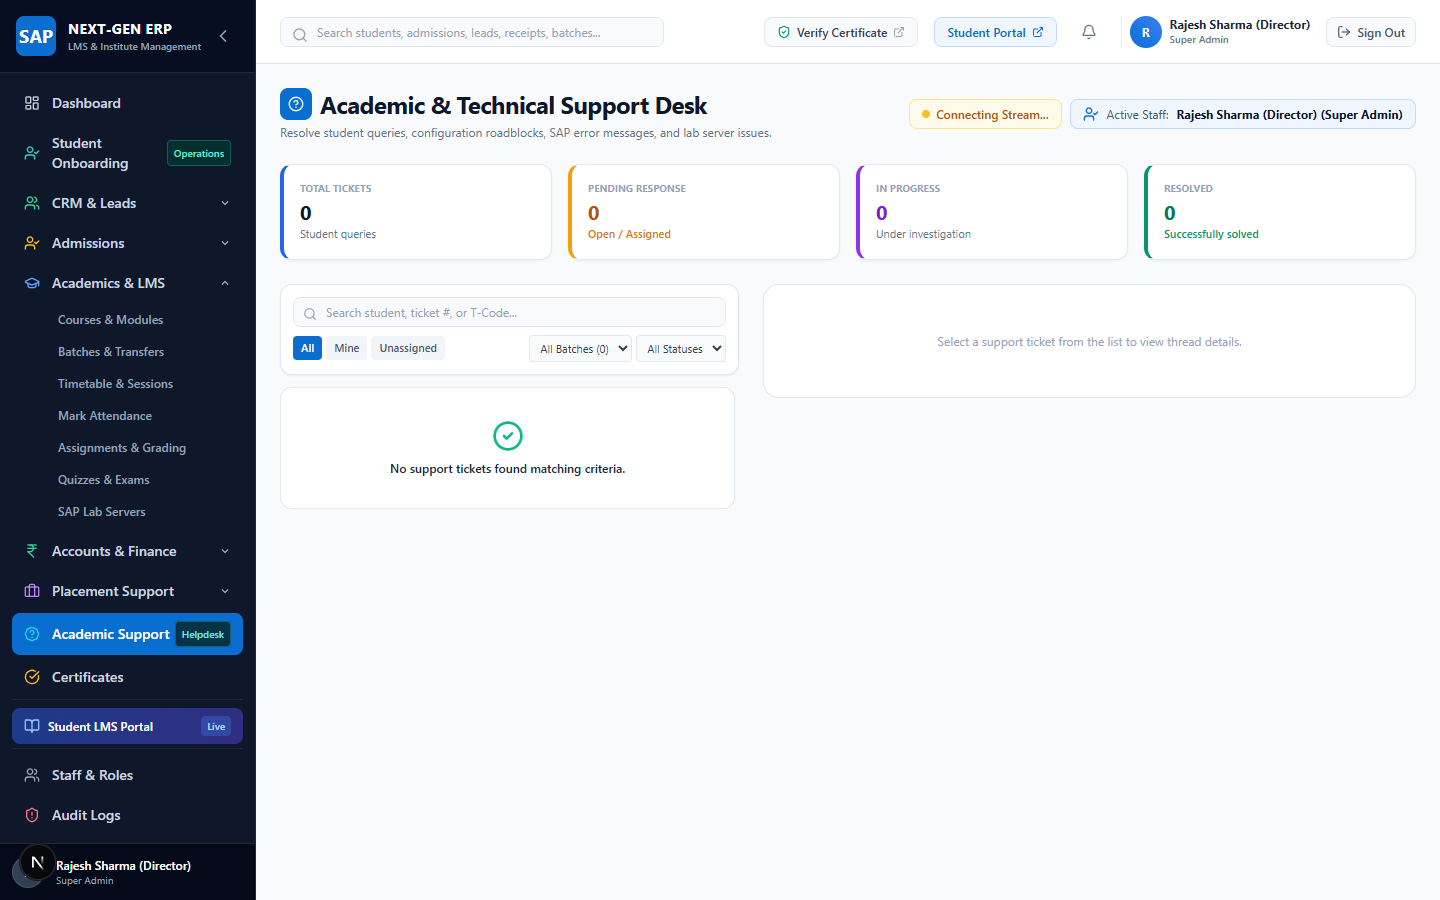 SAP
NEXT-GEN ERP
LMS & Institute Management
Dashboard
Student Onboarding
Operations
CRM & Leads
Admissions
Academics & LMS
Courses & Modules
Batches & Transfers
Timetable & Sessions
Mark Attendance
Assignments & Grading
Quizzes & Exams
SAP Lab Servers
Accounts & Finance
Placement Support
Academic Support
Helpdesk
Certificates
Student LMS Portal
Live
Staff & Roles
Audit Logs
N
Rajesh Sharma (Director)
Super Admin
Search students, admissions, leads, receipts, batches...
Verify Certificate
Student Portal
R
Rajesh Sharma (Director)
Super Admin
Sign Out
Academic & Technical Support Desk
Resolve student queries, configuration roadblocks, SAP error messages, and lab server issues.
Connecting Stream...
Active Staff: Rajesh Sharma (Director) (Super Admin)
TOTAL TICKETS
0
Student queries
PENDING RESPONSE
0
Open / Assigned
IN PROGRESS
0
Under investigation
RESOLVED
0
Successfully solved
Search student, ticket #, or T-Code...
All
Mine
Unassigned
All Batches (0)
All Statuses
No support tickets found matching criteria.
Select a support ticket from the list to view thread details.